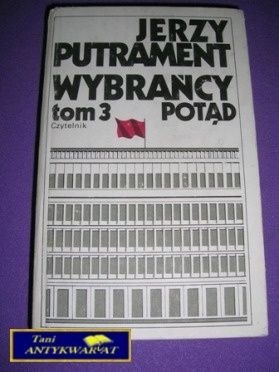 JERZY
PUTRAMENT
WYBRAŃCY
tom 3 POTĄD
Czytelnik
Tani
ANTYKWARIAT